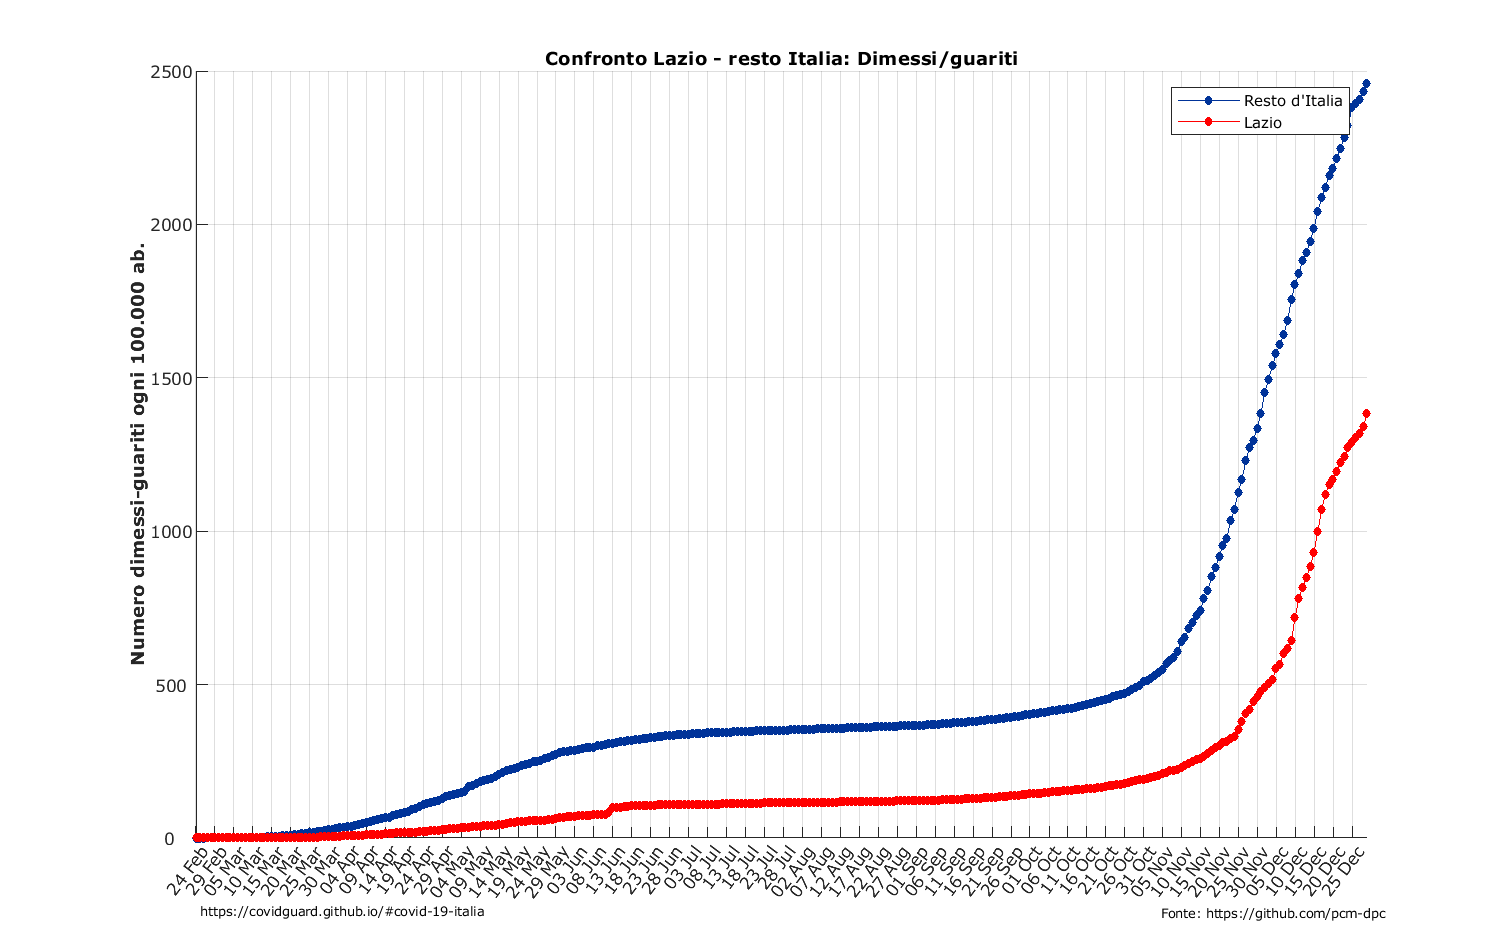 Confronto Lazio - resto Italia: Dimessi/guariti
2500
2000
1500
1000
500
0
Numero dimessi-guariti ogni 100.000 ab.
Resto d'Italia
Lazio
24 Feb
29 Feb
05 Mar
10 Mar
15 Mar
20 Mar
25 Mar
30 Mar
04 Apr
09 Apr
14 Apr
19 Apr
24 Apr
29 Apr
04 May
09 May
14 May
19 May
24 May
29 May
03 Jun
08 Jun
13 Jun
18 Jun
23 Jun
28 Jun
03 Jul
08 Jul
13 Jul
18 Jul
23 Jul
28 Jul
02 Aug
07 Aug
12 Aug
17 Aug
22 Aug
27 Aug
01 Sep
06 Sep
11 Sep
16 Sep
21 Sep
26 Sep
01 Oct
06 Oct
11 Oct
16 Oct
21 Oct
26 Oct
31 Oct
05 Nov
10 Nov
15 Nov
20 Nov
25 Nov
30 Nov
05 Dec
10 Dec
15 Dec
20 Dec
25 Dec
https://covidguard.github.io/#covid-19-italia
Fonte: https://github.com/pcm-dpc